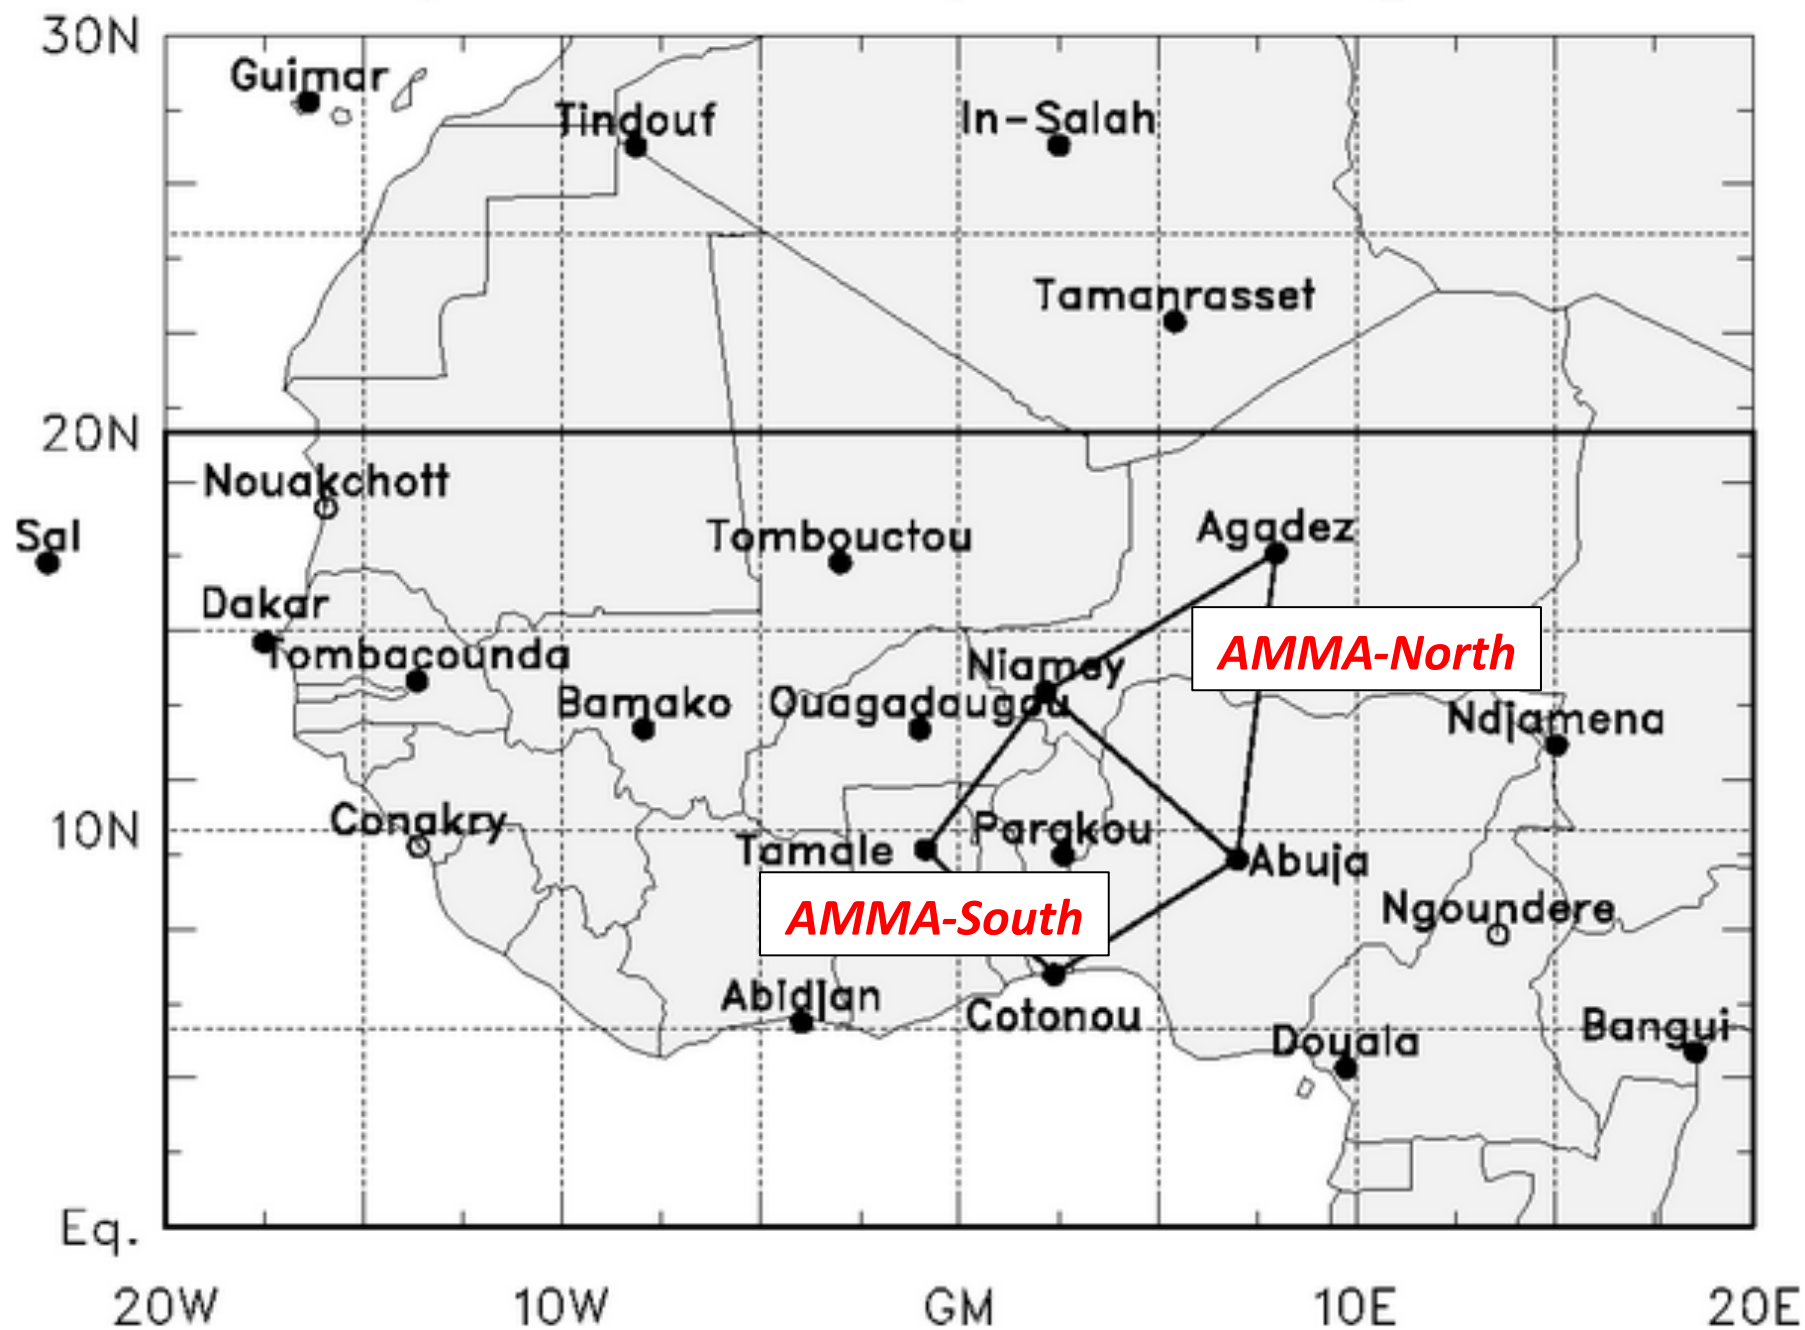 30N
Guimar
Tindouf
In-Salah
Tamanrasset
20N
Nouakchott
Sal
Tombouctou
Agadez
Dakar
Tombacounda
Niamey
AMMA-North
Bamako
Ouagadougou
Ndjamena
Conakry
10N
Tamale
Parakou
Abuja
AMMA-South
Ngoundere
Abidjan
Cotonou
Douala
Bangui
Eq.
20W
10W
GM
10E
20E